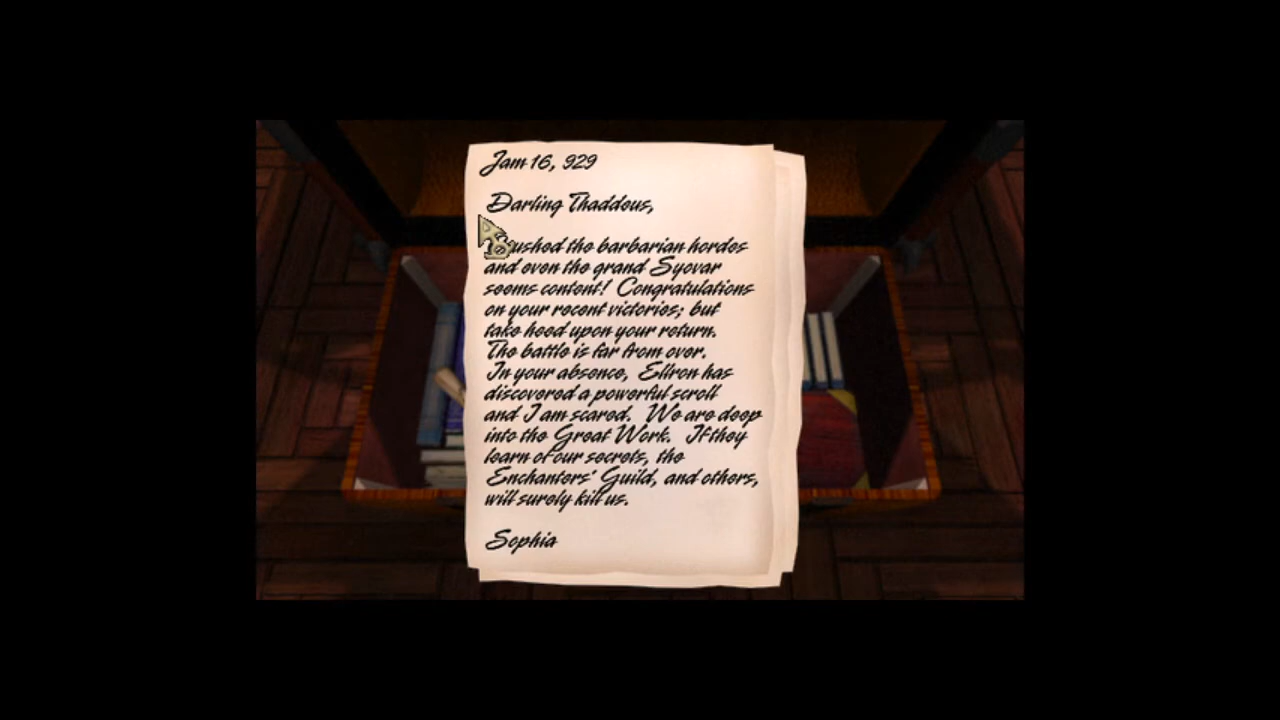 Jam 16, 929
Darling Thaddeus,
the barbarian hordes
and even the grand Syovar
seems content! Congratulations
on your recent victories; but
take heed upon your return.
The battle is far from over.
In your absence, Ellron has
discovered a powerful scroll
and I am scared. We are deep
into the Great Work. If they
learn of our secrets, the
Enchanters' Guild, and others,
will surely kill us.
Sophia